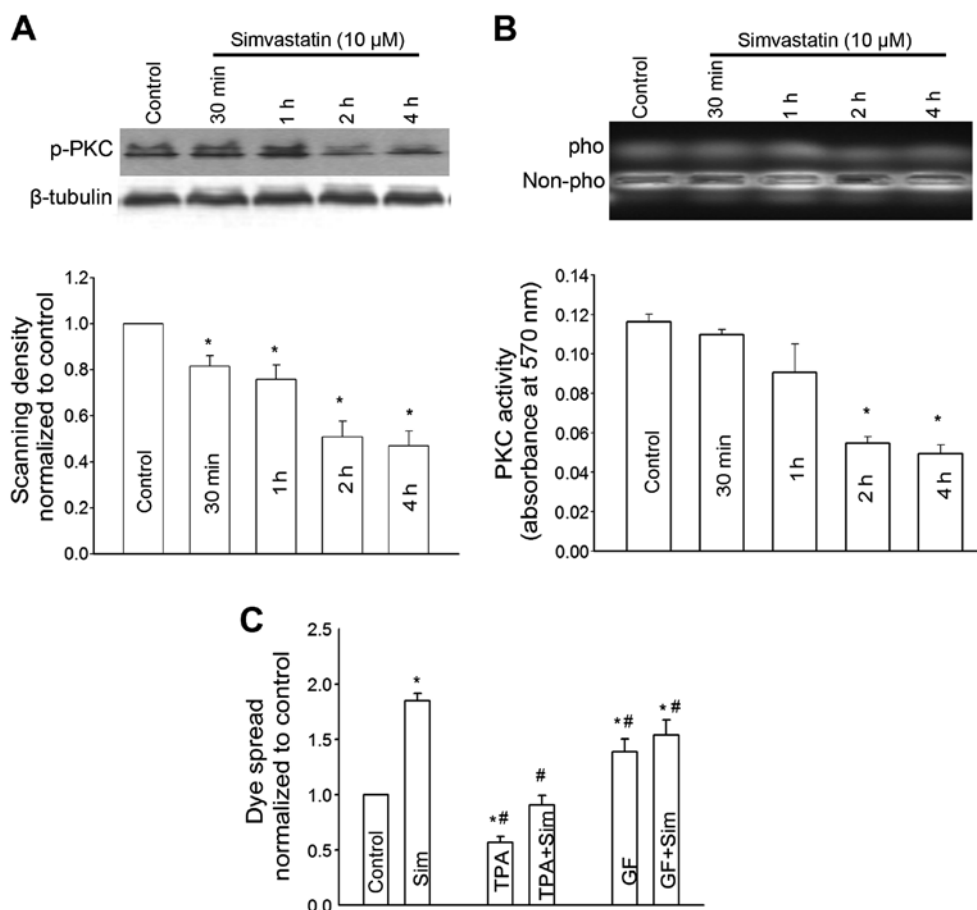 A
Simvastatin (10 µM)
Control
30 min
1 h
2 h
4 h
p-PKC
β-tubulin
Scanning density
normalized to control
1.2
1.0
0.8
0.6
0.4
0.2
0.0
*
*
*
*
Control
30 min
1 h
2 h
4 h
B
Simvastatin (10 µM)
Control
30 min
1 h
2 h
4 h
pho
Non-pho
PKC activity
(absorbance at 570 nm)
0.14
0.12
0.10
0.08
0.06
0.04
0.02
0.00
*
*
Control
30 min
1 h
2 h
4 h
C
Dye spread
normalized to control
2.5
2.0
1.5
1.0
0.5
0.0
*
*#
#
*#
*#
Control
Sim
TPA
TPA+Sim
GF
GF+Sim